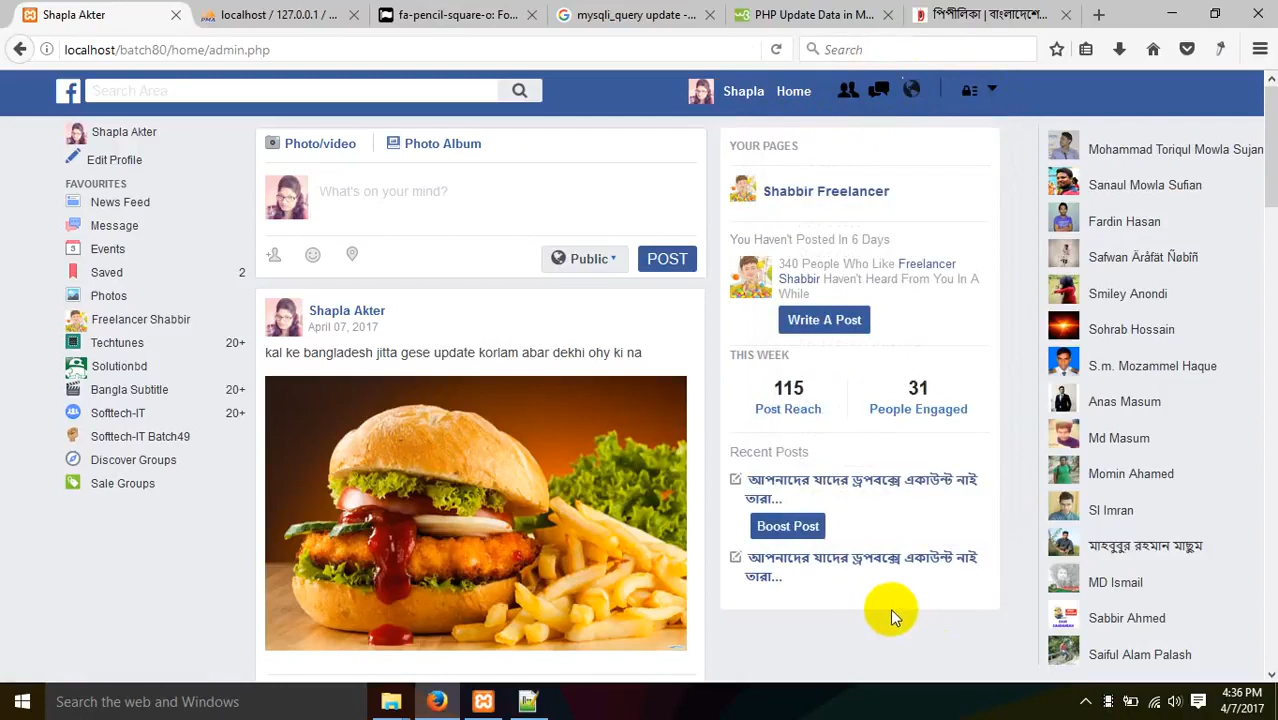 Shapla Akter
localhost / 127.0.0.1 /
fa-pencil-square-o: Fo...
mysqli_query update -...
PHP Update Data in M...
পিপীলিকা | বাংলাদেশে...
localhost/batch80/home/admin.php
Search
Search Area
Shapla Home
Shapla Akter
Edit Profile
FAVOURITES
News Feed
Message
Events
Saved 2
Photos
Freelancer Shabbir
Techtunes 20+
Solutionbd
Bangla Subtitle 20+
Softtech-IT 20+
Softtech-IT Batch49
Discover Groups
Sale Groups
Photo/video
Photo Album
What's on your mind?
Public
POST
Shapla Akter
April 07, 2017
kal ke bangladesh jitta gese update korlam abar dekhi ohy ki na
YOUR PAGES
Shabbir Freelancer
You Haven't Posted In 6 Days
340 People Who Like Freelancer
Shabbir Haven't Heard From You In A
While
Write A Post
THIS WEEK
115 31
Post Reach People Engaged
Recent Posts
আপনাদের যাদের ড্রপবক্সে একাউন্ট নাই
তারা...
Boost Post
আপনাদের যাদের ড্রপবক্সে একাউন্ট নাই
তারা...
Mohammad Toriqul Mowla Sujan
Sanaul Mowla Sufian
Fardin Hasan
Safwan Äräfät Ñøbîñ
Smiley Anondi
Sohrab Hossain
S.m. Mozammel Haque
Anas Masum
Md Masum
Momin Ahamed
Sl Imran
মাহবুবুর রহমান মাছুম
MD Ismail
Sabbir Ahmed
Saiful Alam Palash
Search the web and Windows
4:36 PM
4/7/2017